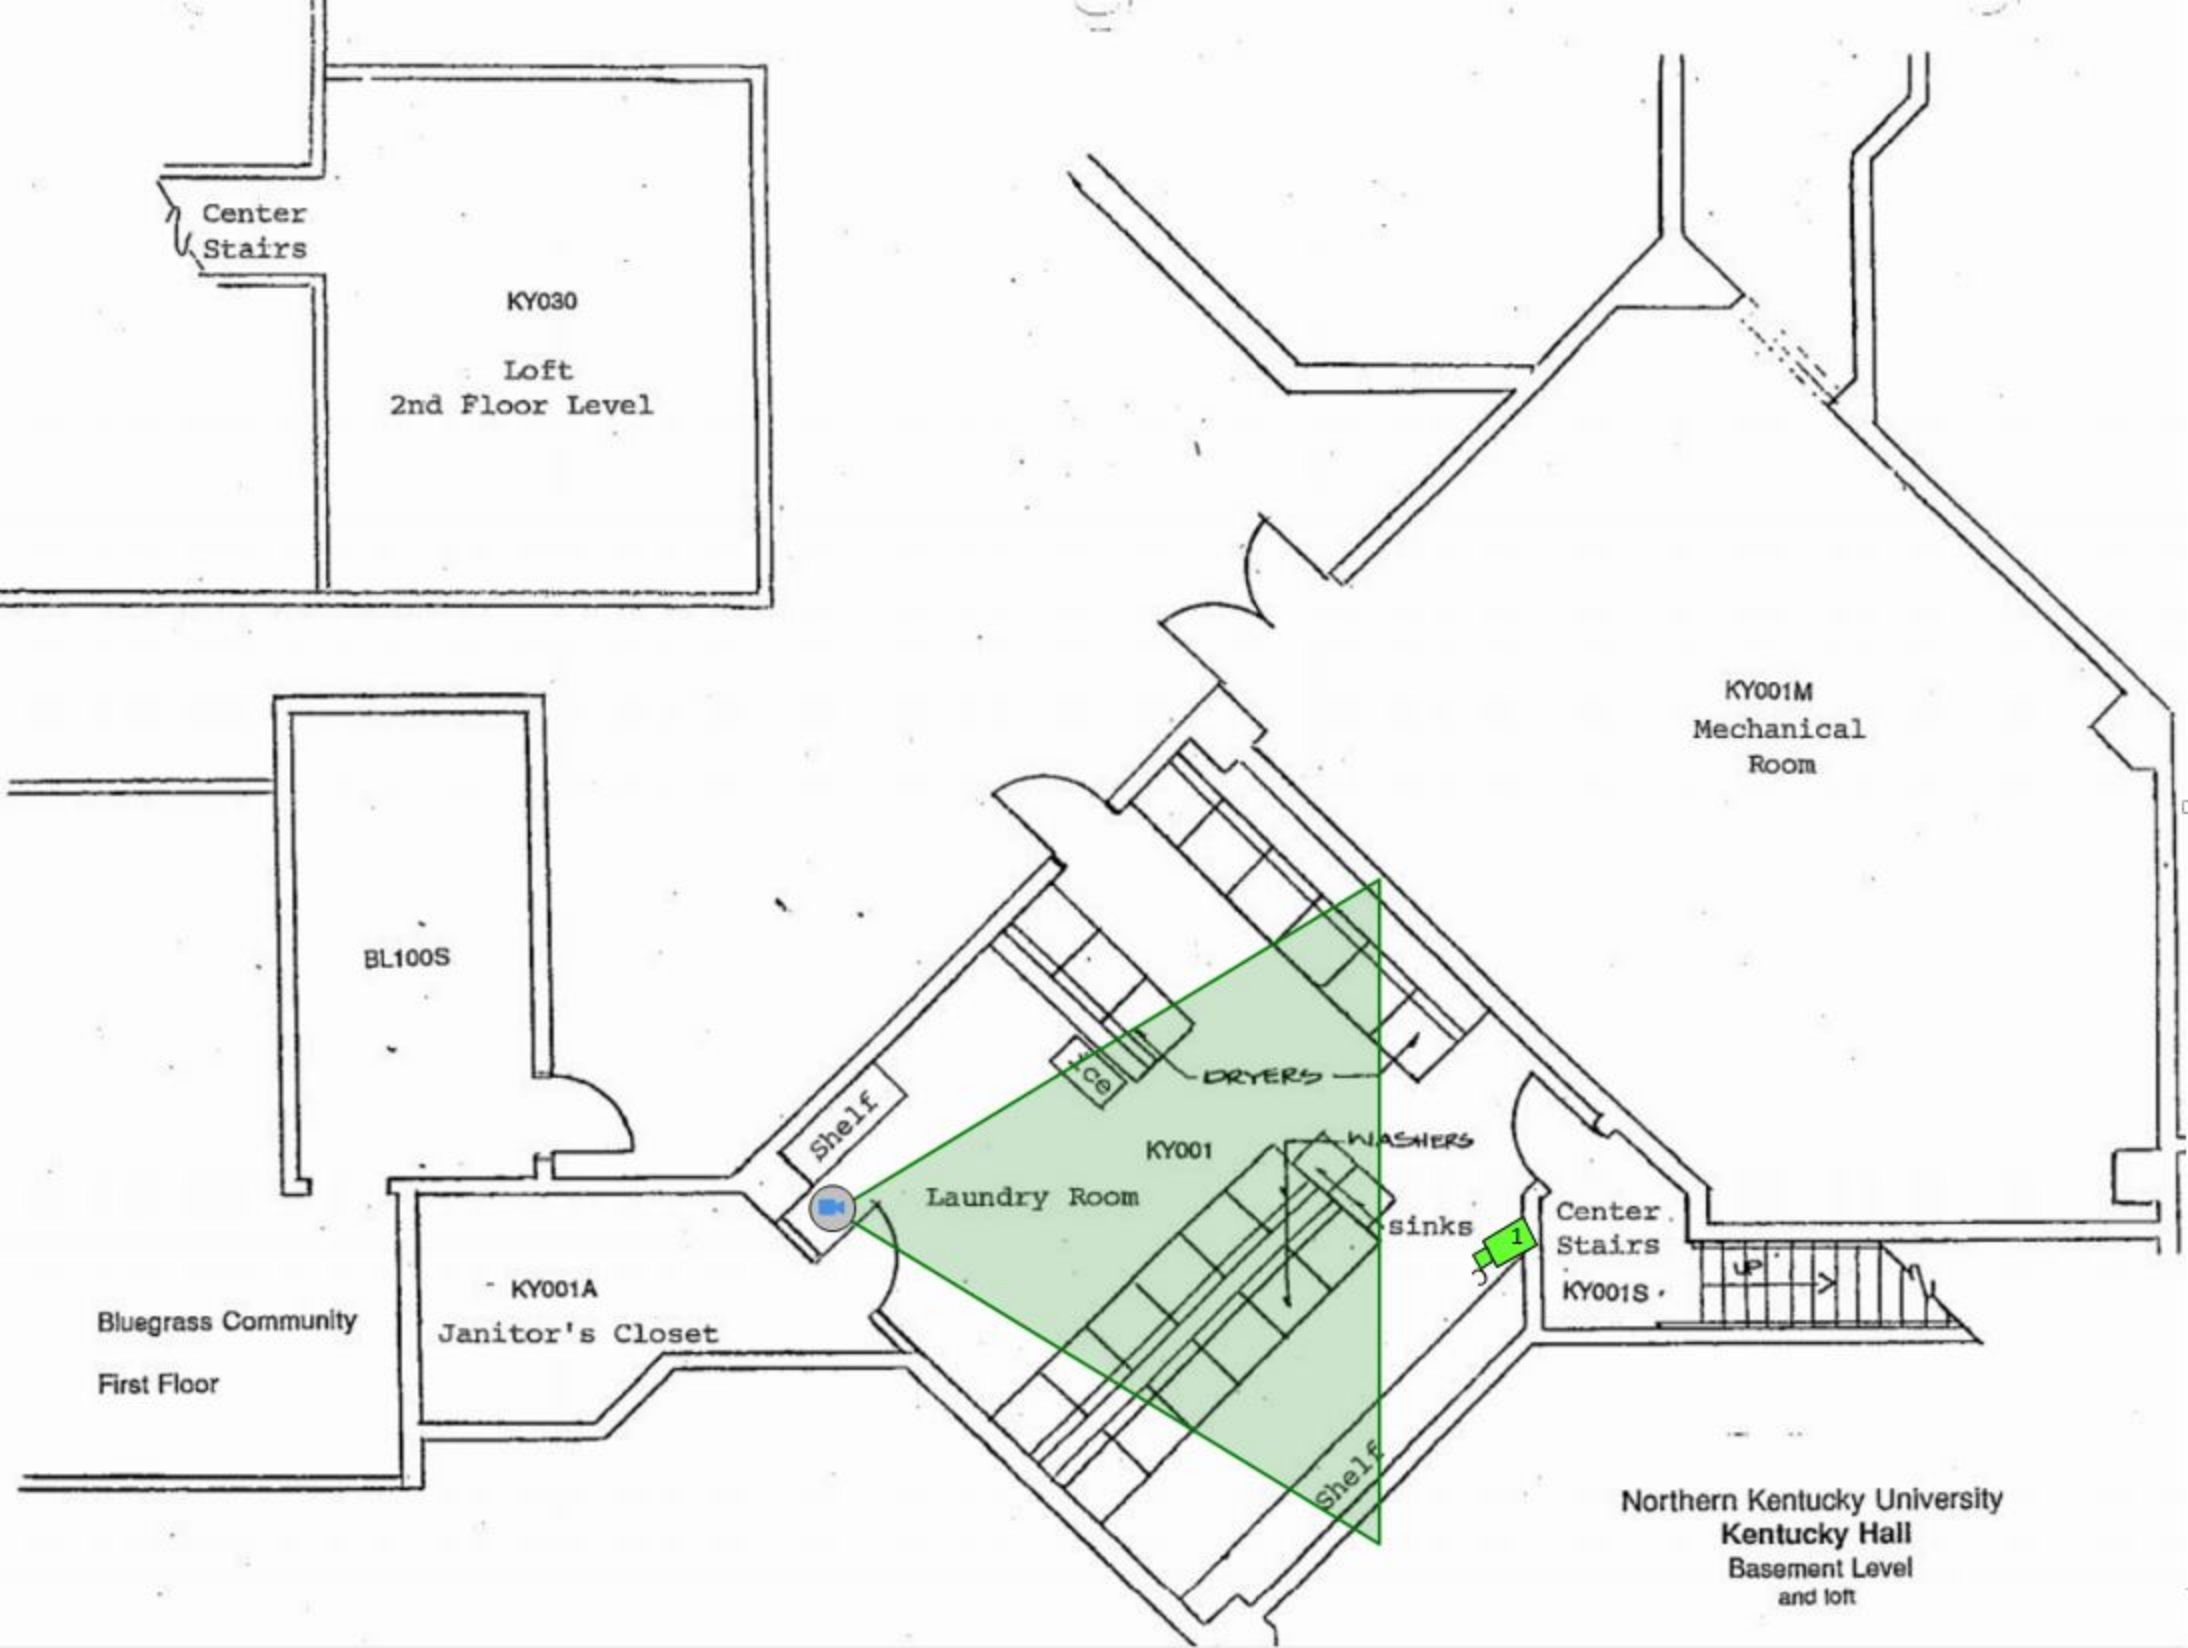 Center
Stairs
KY030
Loft
2nd Floor Level
KY001M
Mechanical
Room
BL100S
Ice
DRYERS
Shelf
KY001
WASHERS
Laundry Room
sinks
1
Center
Stairs
KY001S
UP
KY001A
Janitor's Closet
Bluegrass Community
First Floor
Shelf
Northern Kentucky University
Kentucky Hall
Basement Level
and loft